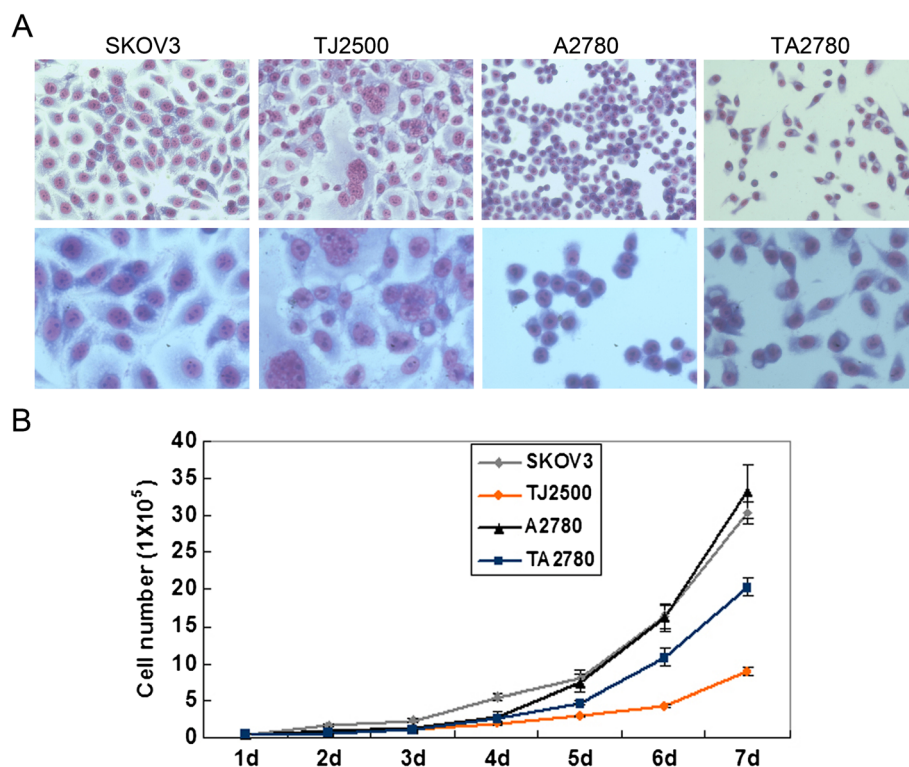 A
SKOV3 TJ2500 A2780 TA2780
B
Cell number (1X10⁵)
40
35
30
25
20
15
10
5
0
SKOV3
TJ2500
A2780
TA2780
1d 2d 3d 4d 5d 6d 7d